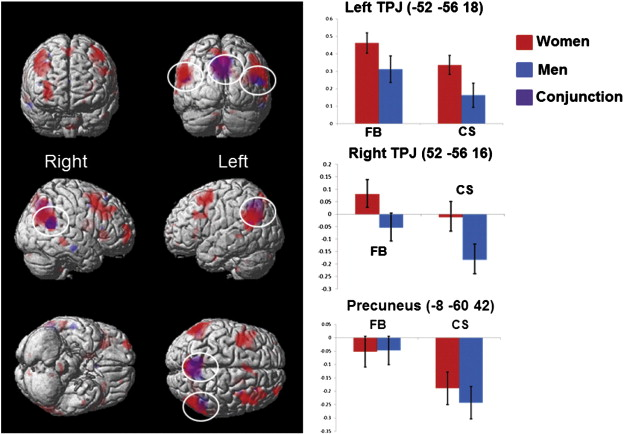 Right
Left
Left TPJ (-52 -56 18)
0.6
0.5
0.4
0.3
0.2
0.1
0
FB
CS
Women
Men
Conjunction
Right TPJ (52 -56 16)
0.2
0.15
0.1
0.05
0
-0.05
-0.1
-0.15
-0.2
-0.25
-0.3
FB
CS
Precuneus (-8 -60 42)
FB
CS
0.05
0
-0.05
-0.1
-0.15
-0.2
-0.25
-0.3
-0.35